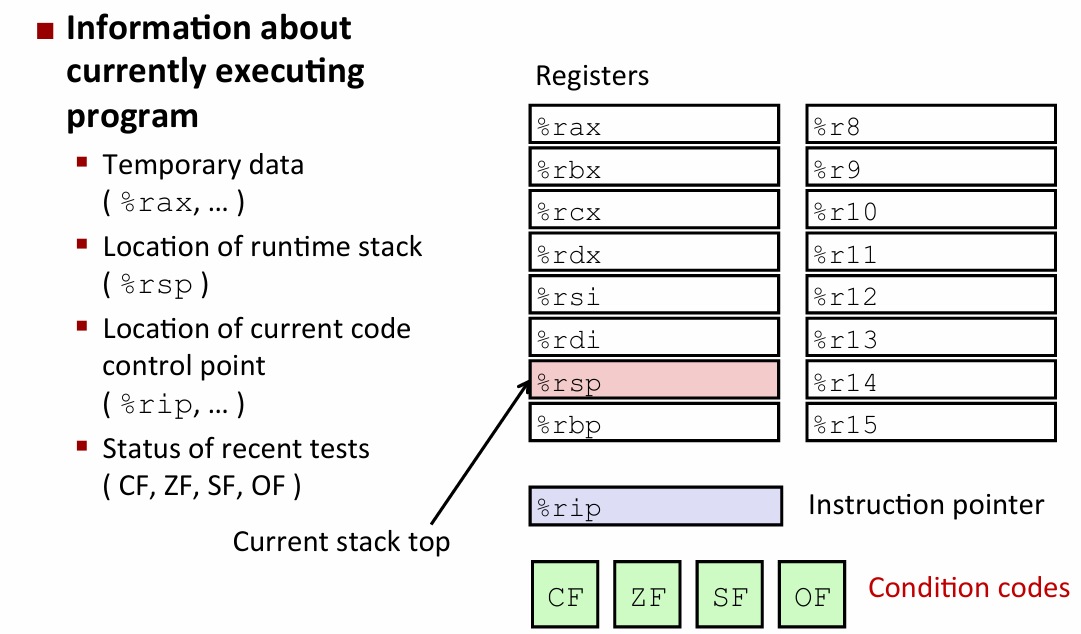 Information about
currently executing
program
Temporary data
( %rax, … )
Location of runtime stack
( %rsp )
Location of current code
control point
( %rip, … )
Status of recent tests
( CF, ZF, SF, OF )
Current stack top
Registers
%rax
%rbx
%rcx
%rdx
%rsi
%rdi
%rsp
%rbp
%r8
%r9
%r10
%r11
%r12
%r13
%r14
%r15
%rip
Instruction pointer
CF ZF SF OF
Condition codes